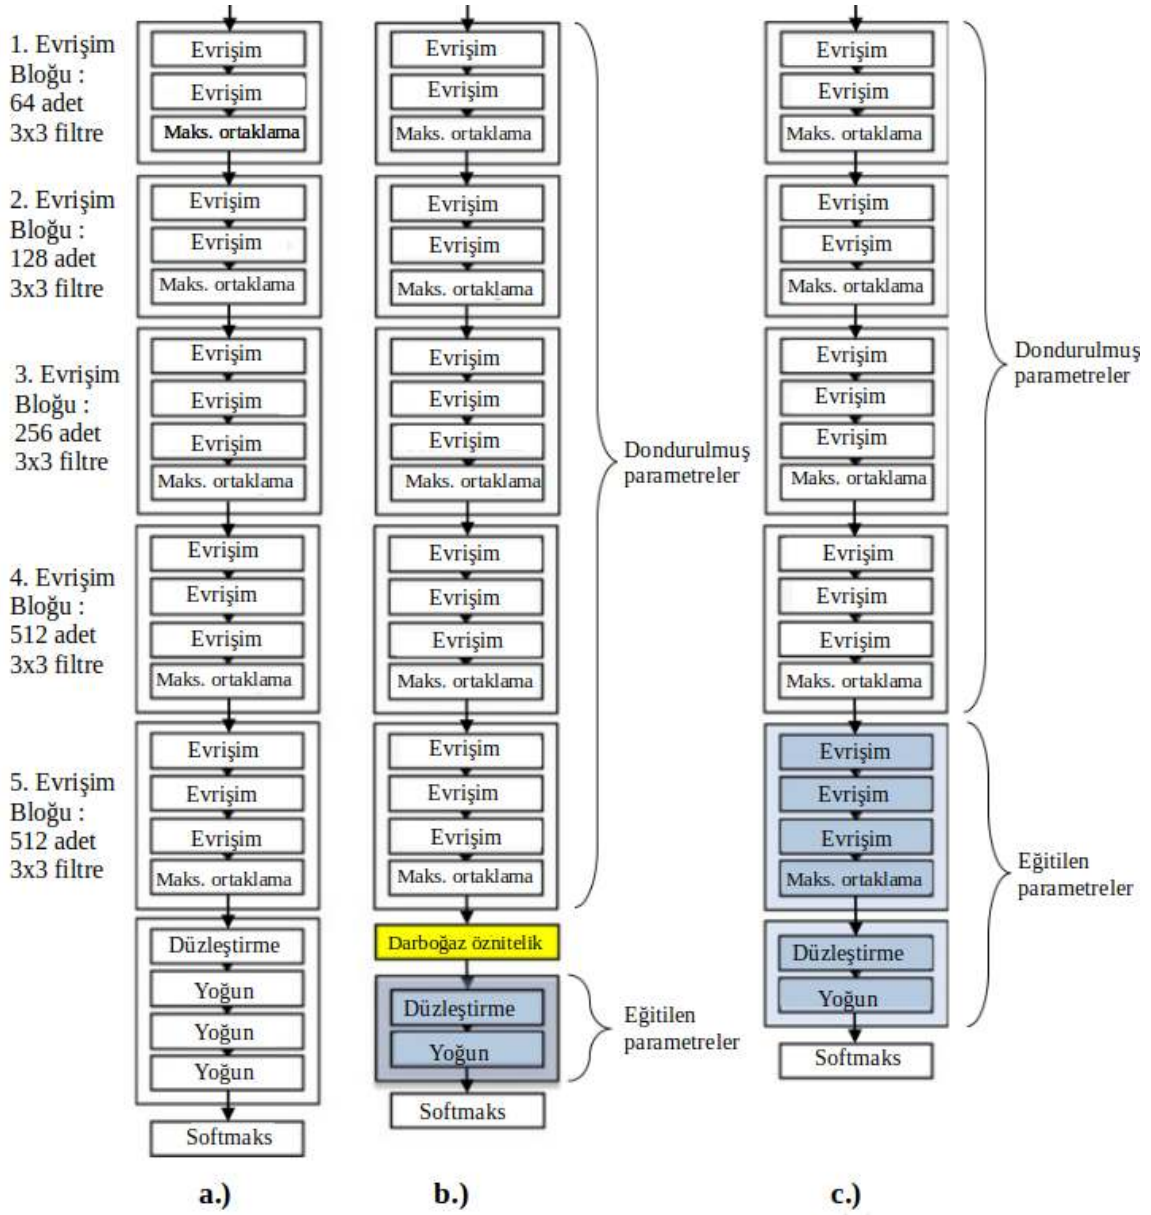 1. Evrişim
Bloğu :
64 adet
3x3 filtre
2. Evrişim
Bloğu :
128 adet
3x3 filtre
3. Evrişim
Bloğu :
256 adet
3x3 filtre
4. Evrişim
Bloğu :
512 adet
3x3 filtre
5. Evrişim
Bloğu :
512 adet
3x3 filtre
Evrişim
Evrişim
Maks. ortaklama
Evrişim
Evrişim
Maks. ortaklama
Evrişim
Evrişim
Evrişim
Maks. ortaklama
Evrişim
Evrişim
Evrişim
Maks. ortaklama
Evrişim
Evrişim
Evrişim
Maks. ortaklama
Düzleştirme
Yoğun
Yoğun
Yoğun
Softmaks
a.)
Evrişim
Evrişim
Maks. ortaklama
Evrişim
Evrişim
Maks. ortaklama
Evrişim
Evrişim
Evrişim
Maks. ortaklama
Evrişim
Evrişim
Evrişim
Maks. ortaklama
Evrişim
Evrişim
Evrişim
Maks. ortaklama
Darboğaz öznitelik
Düzleştirme
Yoğun
Softmaks
b.)
Dondurulmuş
parametreler
Eğitilen
parametreler
Evrişim
Evrişim
Maks. ortaklama
Evrişim
Evrişim
Maks. ortaklama
Evrişim
Evrişim
Evrişim
Maks. ortaklama
Evrişim
Evrişim
Evrişim
Maks. ortaklama
Evrişim
Evrişim
Evrişim
Maks. ortaklama
Düzleştirme
Yoğun
Softmaks
c.)
Dondurulmuş
parametreler
Eğitilen
parametreler